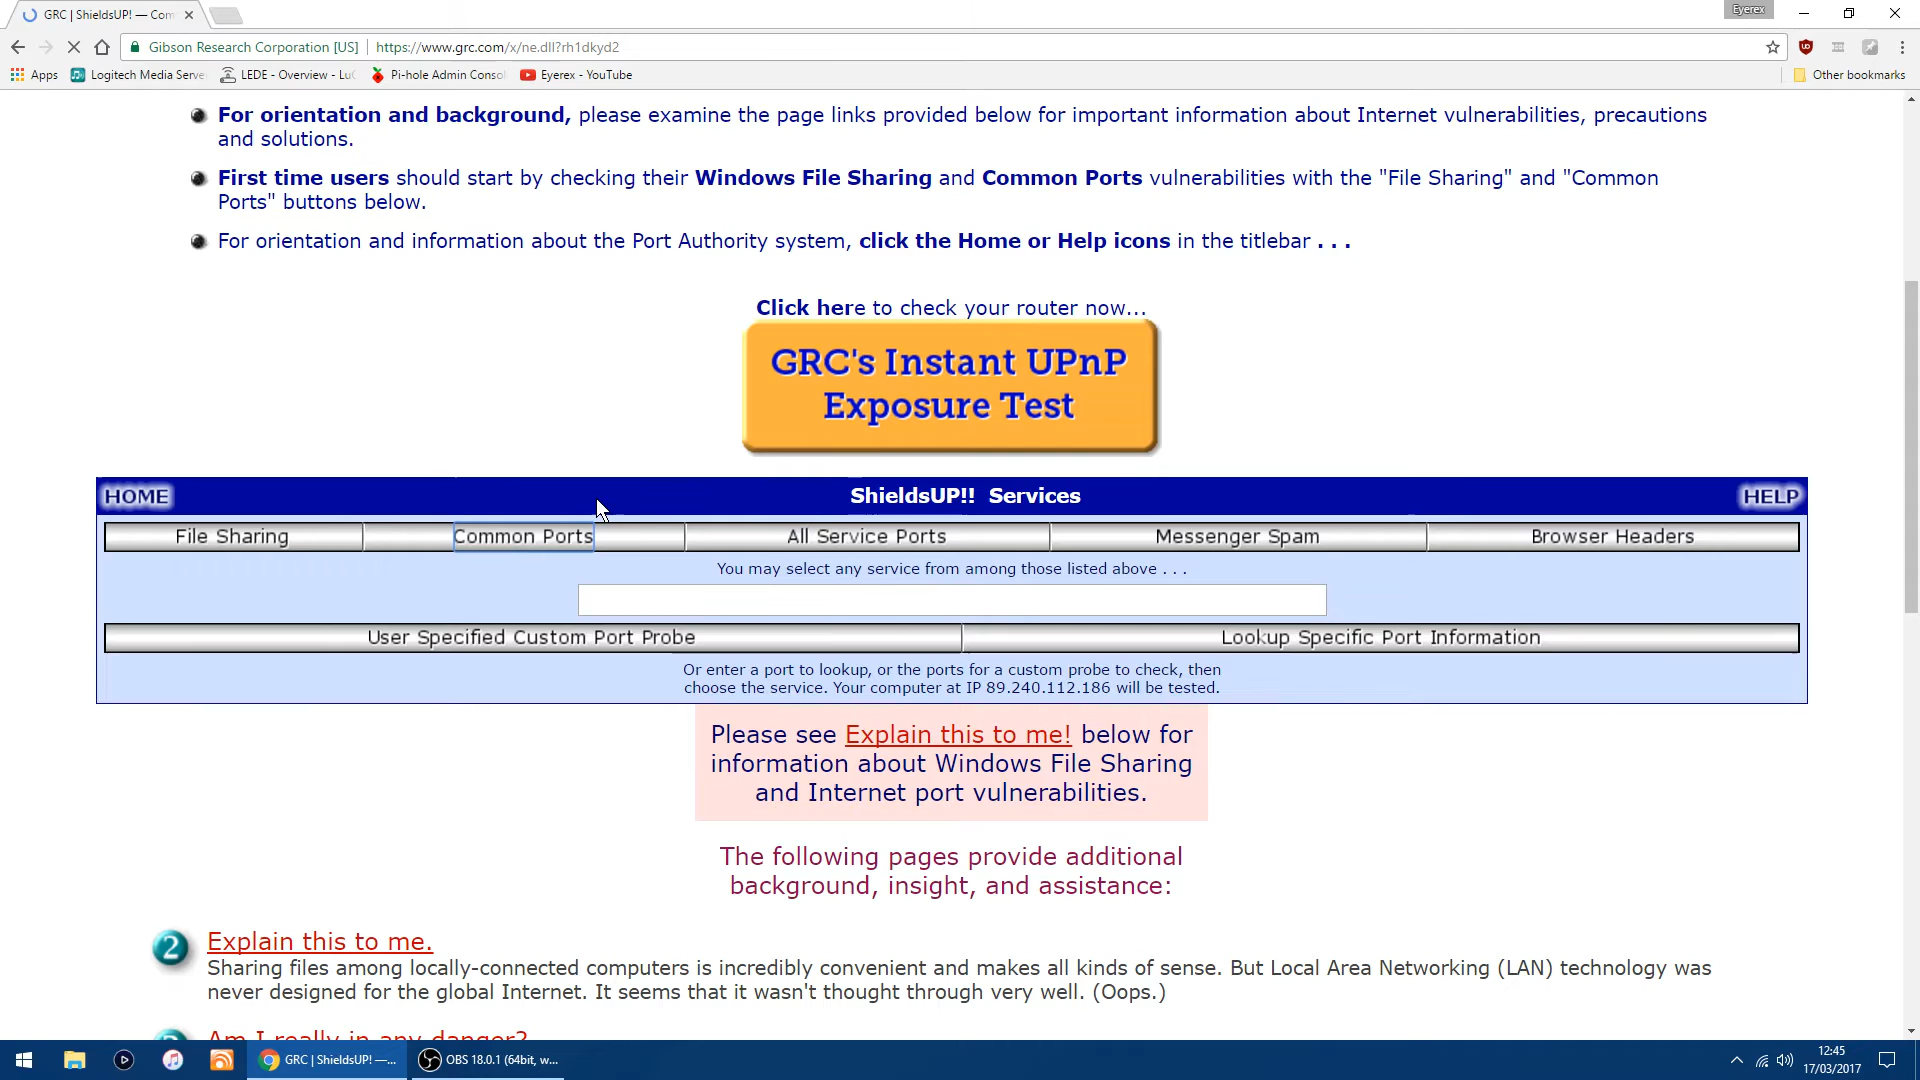 GRC | ShieldsUP! — Com
Eyerex
Gibson Research Corporation [US]
https://www.grc.com/x/ne.dll?rh1dkyd2
Apps
Logitech Media Serve
LEDE - Overview - LuC
Pi-hole Admin Consol
Eyerex - YouTube
Other bookmarks
For orientation and background, please examine the page links provided below for important information about Internet vulnerabilities, precautions
and solutions.
First time users should start by checking their Windows File Sharing and Common Ports vulnerabilities with the "File Sharing" and "Common
Ports" buttons below.
For orientation and information about the Port Authority system, click the Home or Help icons in the titlebar . . .
Click here to check your router now...
GRC's Instant UPnP
Exposure Test
HOME
ShieldsUP!! Services
HELP
File Sharing
Common Ports
All Service Ports
Messenger Spam
Browser Headers
You may select any service from among those listed above . . .
User Specified Custom Port Probe
Lookup Specific Port Information
Or enter a port to lookup, or the ports for a custom probe to check, then
choose the service. Your computer at IP 89.240.112.186 will be tested.
Please see Explain this to me! below for
information about Windows File Sharing
and Internet port vulnerabilities.
The following pages provide additional
background, insight, and assistance:
2
Explain this to me.
Sharing files among locally-connected computers is incredibly convenient and makes all kinds of sense. But Local Area Networking (LAN) technology was
never designed for the global Internet. It seems that it wasn't thought through very well. (Oops.)
Am I really in any danger?
GRC | ShieldsUP! —...
OBS 18.0.1 (64bit, w...
12:45
17/03/2017